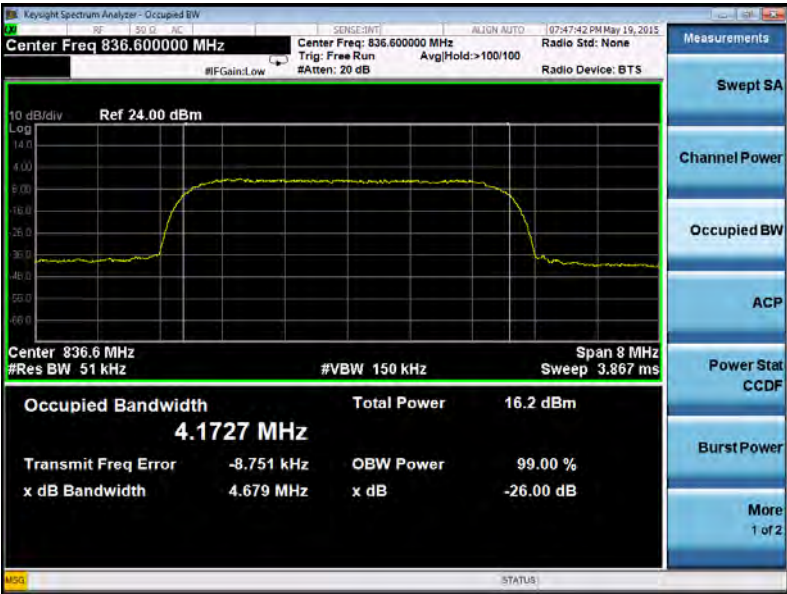 Keysight Spectrum Analyzer - Occupied BW
RF 50 Ω AC SENSE:INT ALIGN AUTO 07:47:42 PM May 19, 2015
Center Freq 836.600000 MHz
Center Freq: 836.600000 MHz
Radio Std: None
Trig: Free Run Avg|Hold:>100/100
#IFGain:Low
#Atten: 20 dB
Radio Device: BTS
10 dB/div Ref 24.00 dBm
Log
14.0
4.00
-6.00
-16.0
-26.0
-36.0
-46.0
-56.0
-66.0
Center 836.6 MHz Span 8 MHz
#Res BW 51 kHz #VBW 150 kHz Sweep 3.867 ms
Occupied Bandwidth Total Power 16.2 dBm
4.1727 MHz
Transmit Freq Error -8.751 kHz OBW Power 99.00 %
x dB Bandwidth 4.679 MHz x dB -26.00 dB
MSG STATUS
Measurements
Swept SA
Channel Power
Occupied BW
ACP
Power Stat
CCDF
Burst Power
More
1 of 2